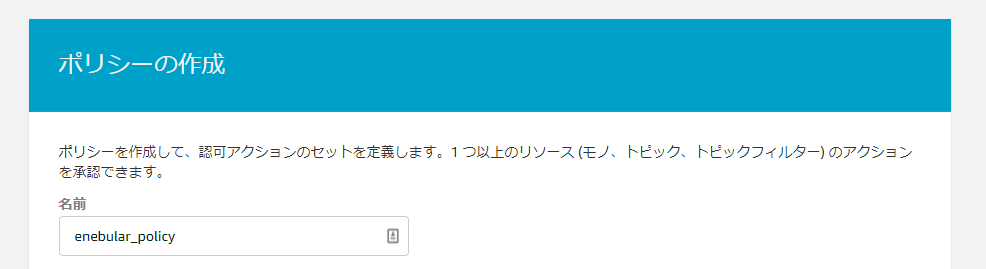 ポリシーの作成
ポリシーを作成して、認可アクションのセットを定義します。1 つ以上のリソース (モノ、トピック、トピックフィルター) のアクション
を承認できます。
名前
enebular_policy